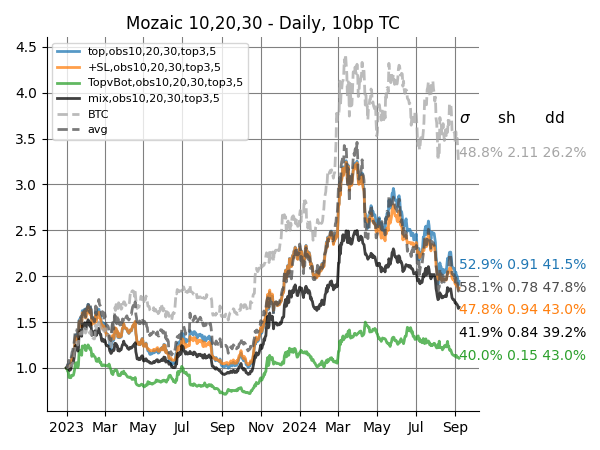 Mozaic 10,20,30 - Daily, 10bp TC
top,obs10,20,30,top3,5
+SL,obs10,20,30,top3,5
TopvBot,obs10,20,30,top3,5
mix,obs10,20,30,top3,5
BTC
avg
4.5
4.0
3.5
3.0
2.5
2.0
1.5
1.0
σ sh dd
48.8% 2.11 26.2%
52.9% 0.91 41.5%
58.1% 0.78 47.8%
47.8% 0.94 43.0%
41.9% 0.84 39.2%
40.0% 0.15 43.0%
2023 Mar May Jul Sep Nov 2024 Mar May Jul Sep